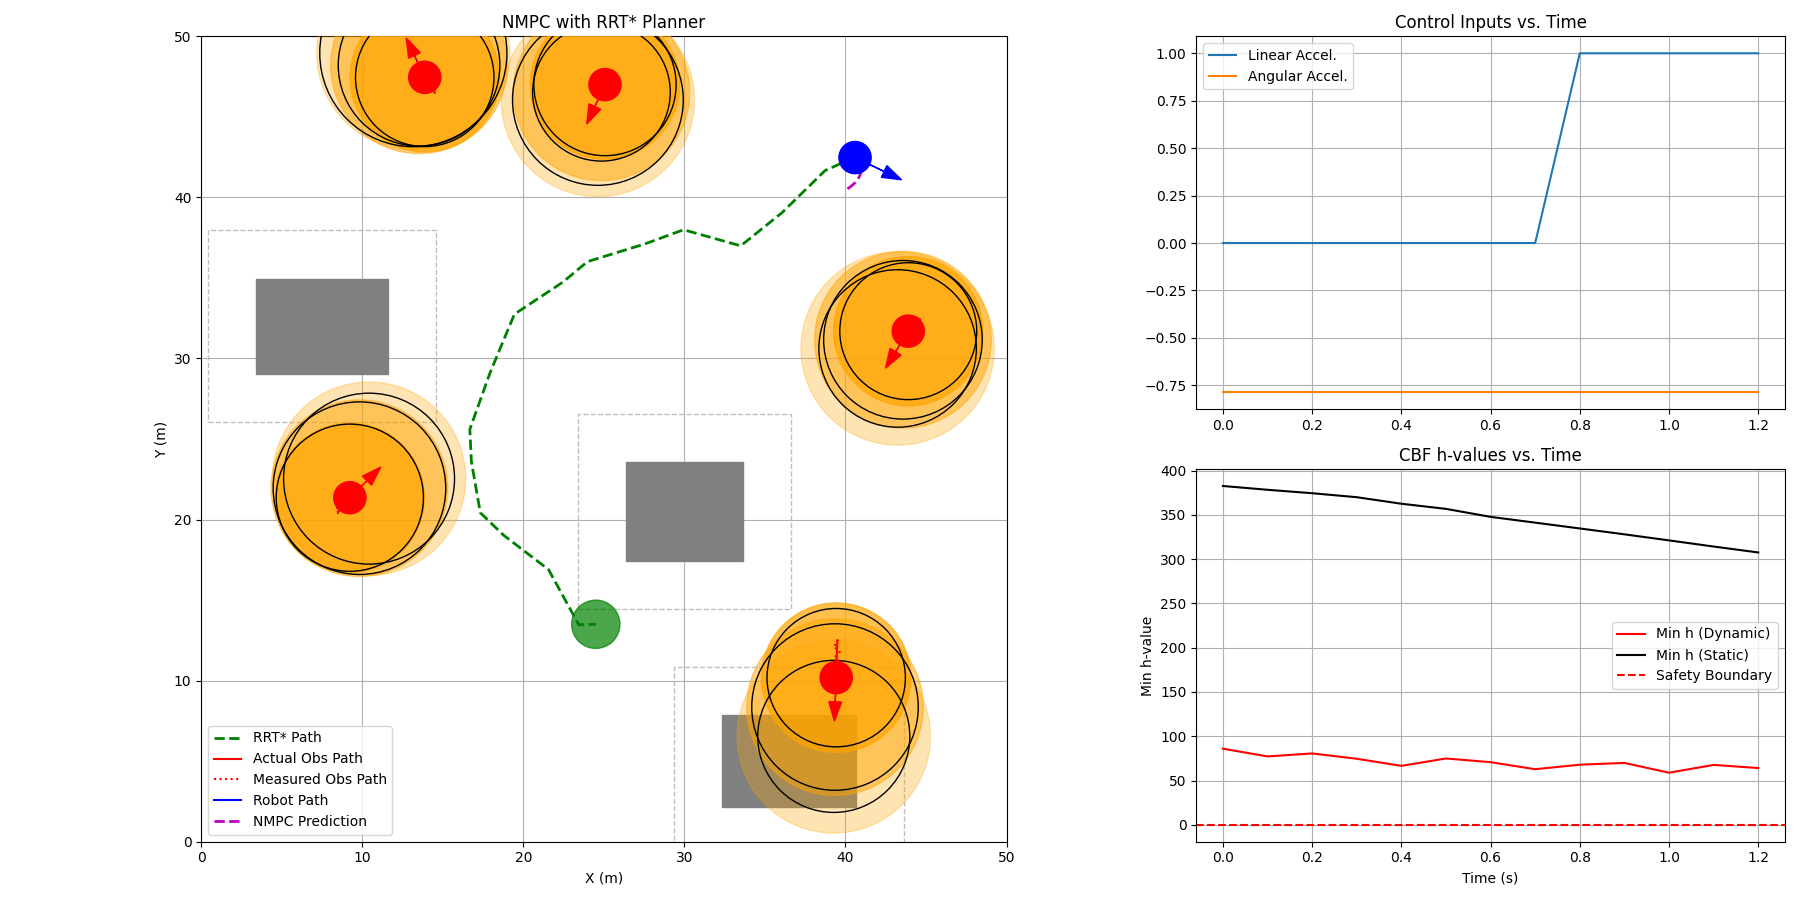 NMPC with RRT* Planner
50
40
30
20
10
0
Y (m)
RRT* Path
Actual Obs Path
Measured Obs Path
Robot Path
NMPC Prediction
0 10 20 30 40 50
X (m)
Control Inputs vs. Time
Linear Accel.
Angular Accel.
1.00
0.75
0.50
0.25
0.00
−0.25
−0.50
−0.75
0.0 0.2 0.4 0.6 0.8 1.0 1.2
CBF h-values vs. Time
400
350
300
250
200
150
100
50
0
Min h-value
Min h (Dynamic)
Min h (Static)
Safety Boundary
0.0 0.2 0.4 0.6 0.8 1.0 1.2
Time (s)